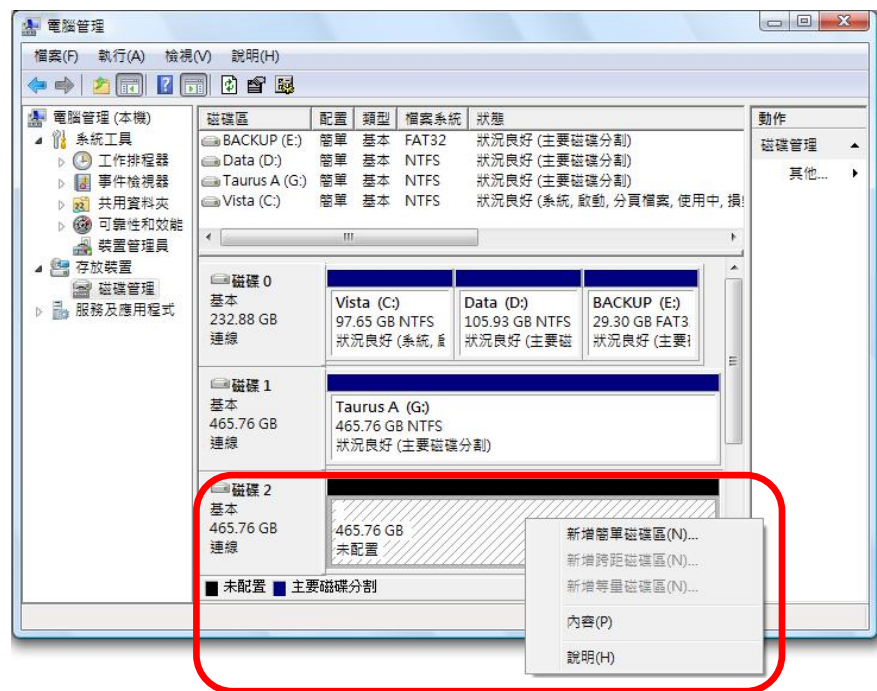 電腦管理
檔案(F) 執行(A) 檢視(V) 說明(H)
電腦管理 (本機)
系統工具
工作排程器
事件檢視器
共用資料夾
可靠性和效能
裝置管理員
存放裝置
磁碟管理
服務及應用程式
磁碟區 配置 類型 檔案系統 狀態
BACKUP (E:) 簡單 基本 FAT32 狀況良好 (主要磁碟分割)
Data (D:) 簡單 基本 NTFS 狀況良好 (主要磁碟分割)
Taurus A (G:) 簡單 基本 NTFS 狀況良好 (主要磁碟分割)
Vista (C:) 簡單 基本 NTFS 狀況良好 (系統, 啟動, 分頁檔案, 使用中, 損
動作
磁碟管理
其他...
磁碟 0
基本
232.88 GB
連線
Vista (C:)
97.65 GB NTFS
狀況良好 (系統, 啟
Data (D:)
105.93 GB NTFS
狀況良好 (主要磁
BACKUP (E:)
29.30 GB FAT3
狀況良好 (主要
磁碟 1
基本
465.76 GB
連線
Taurus A (G:)
465.76 GB NTFS
狀況良好 (主要磁碟分割)
磁碟 2
基本
465.76 GB
連線
465.76 GB
未配置
未配置 主要磁碟分割
新增簡單磁碟區(N)...
新增跨距磁碟區(N)...
新增等量磁碟區(N)...
內容(P)
說明(H)